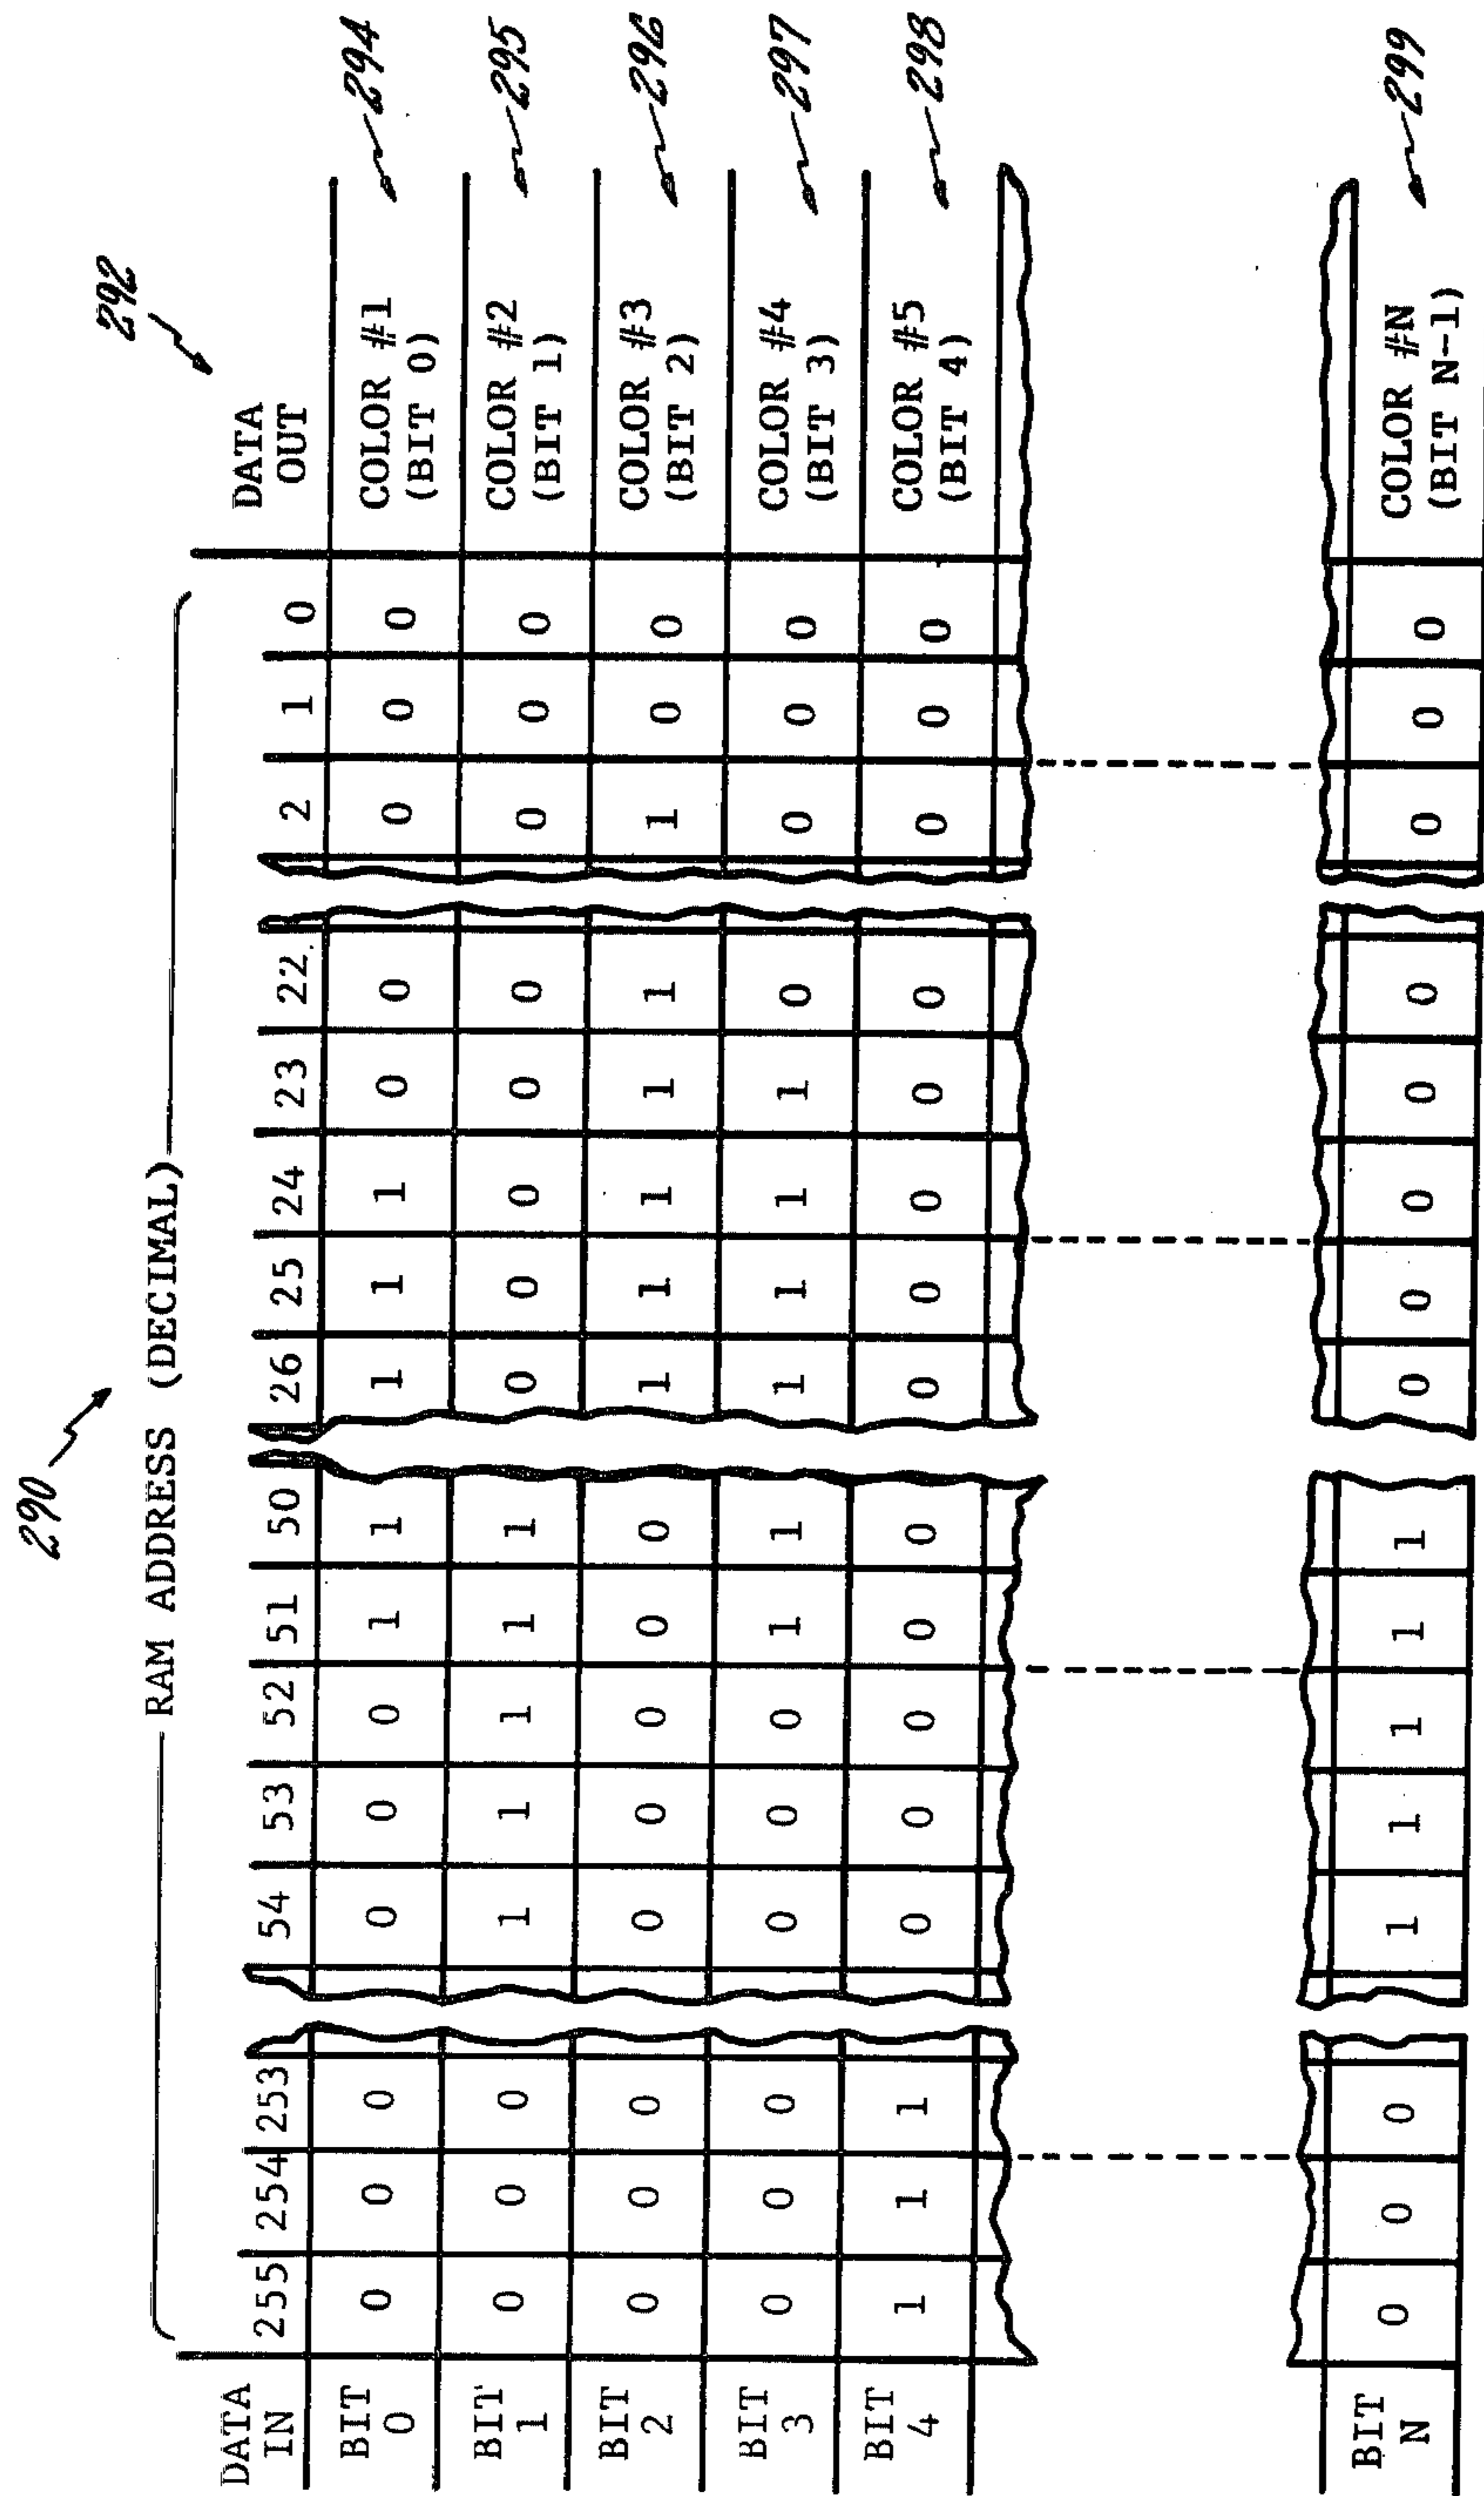 290
292
RAM ADDRESS (DECIMAL)
DATA IN 255 254 253 54 53 52 51 50 26 25 24 23 22 2 1 0 DATA OUT
BIT 0 0 0 0 0 0 0 1 1 1 1 1 0 0 0 0 0 COLOR #1 (BIT 0) 294
BIT 1 0 0 0 1 1 1 1 1 0 0 0 0 0 0 0 0 COLOR #2 (BIT 1) 295
BIT 2 0 0 0 0 0 0 0 0 1 1 1 1 1 1 0 0 COLOR #3 (BIT 2) 296
BIT 3 0 0 0 0 0 0 1 1 1 1 1 1 0 0 0 0 COLOR #4 (BIT 3) 297
BIT 4 1 1 1 0 0 0 0 0 0 0 0 0 0 0 0 0 COLOR #5 (BIT 4) 298
BIT N 0 0 0 1 1 1 1 1 0 0 0 0 0 0 0 0 COLOR #N (BIT N-1) 299